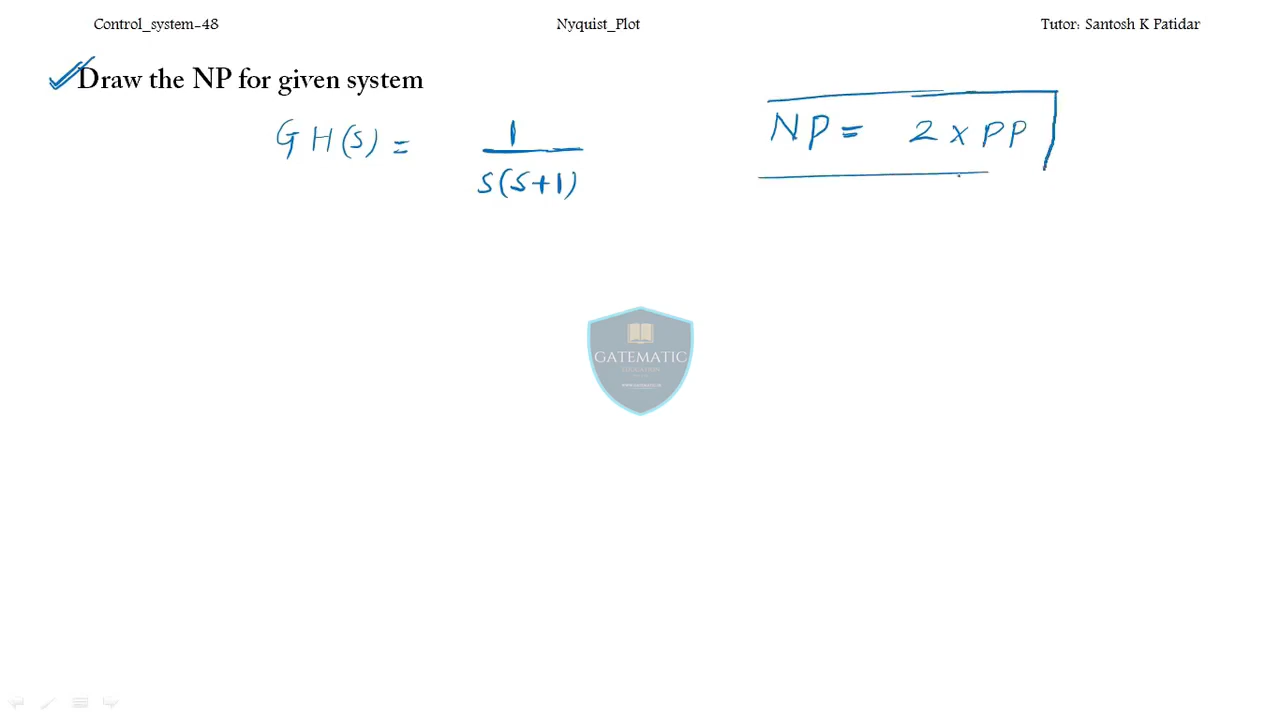 Control_system-48 Nyquist_Plot Tutor: Santosh K Patidar
Draw the NP for given system
GH(s) = 1 / s(s+1)
NP = 2 x PP
GATEMATIC
EDUCATION